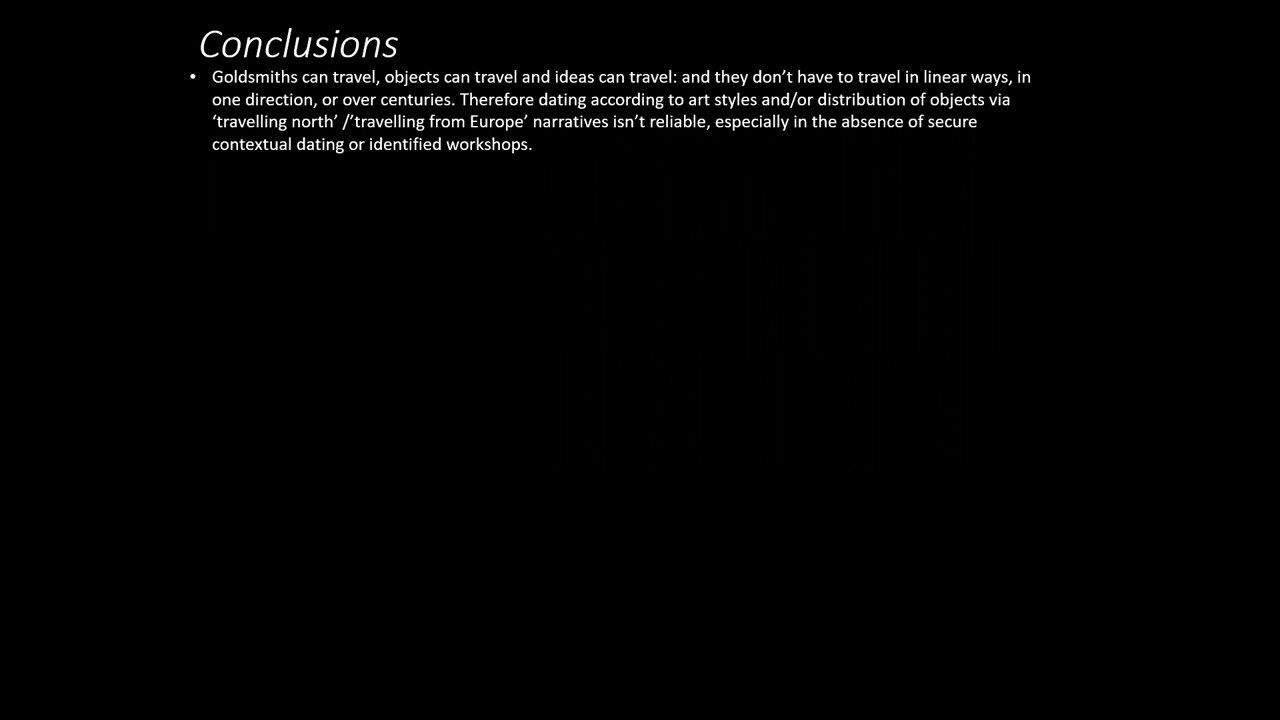 Conclusions
• Goldsmiths can travel, objects can travel and ideas can travel: and they don’t have to travel in linear ways, in
one direction, or over centuries. Therefore dating according to art styles and/or distribution of objects via
‘travelling north’ /’travelling from Europe’ narratives isn’t reliable, especially in the absence of secure
contextual dating or identified workshops.